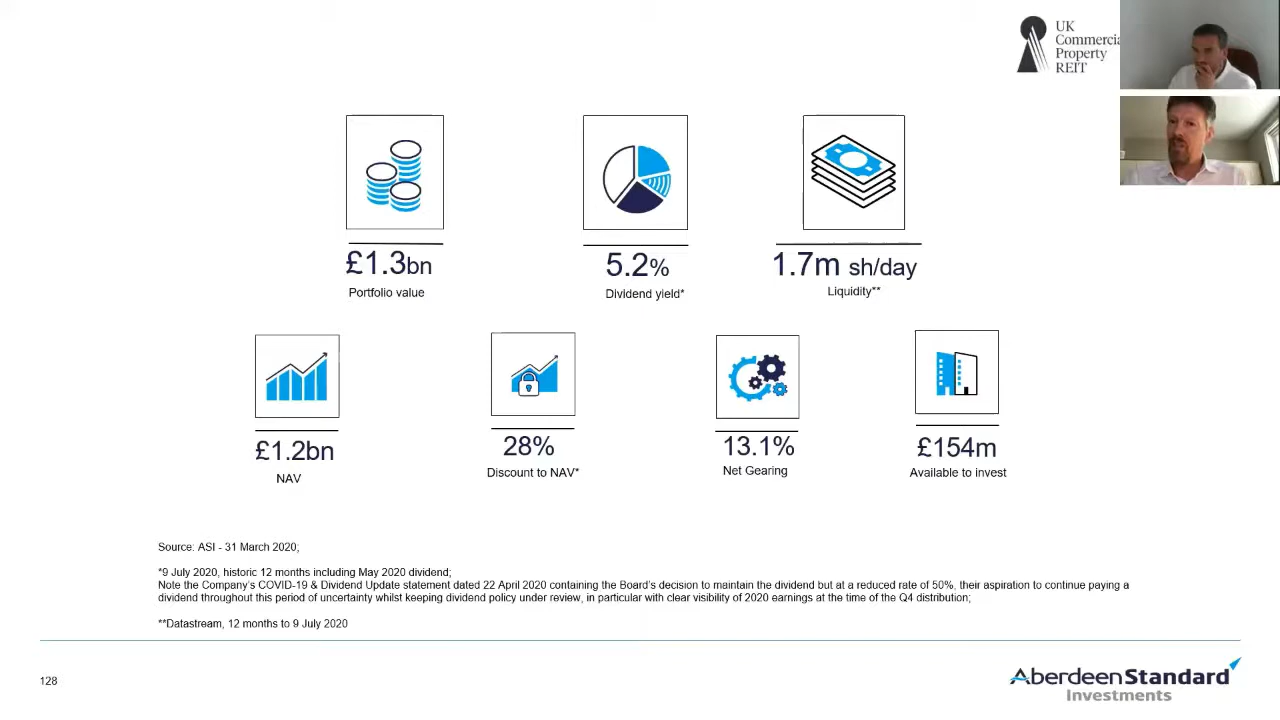 UK
Commercia
Property
REIT
£1.3bn
Portfolio value
5.2%
Dividend yield*
1.7m sh/day
Liquidity**
£1.2bn
NAV
28%
Discount to NAV*
13.1%
Net Gearing
£154m
Available to invest
Source: ASI - 31 March 2020;
*9 July 2020, historic 12 months including May 2020 dividend;
Note the Company's COVID-19 & Dividend Update statement dated 22 April 2020 containing the Board's decision to maintain the dividend but at a reduced rate of 50%, their aspiration to continue paying a
dividend throughout this period of uncertainty whilst keeping dividend policy under review, in particular with clear visibility of 2020 earnings at the time of the Q4 distribution;
**Datastream, 12 months to 9 July 2020
128
AberdeenStandard
Investments